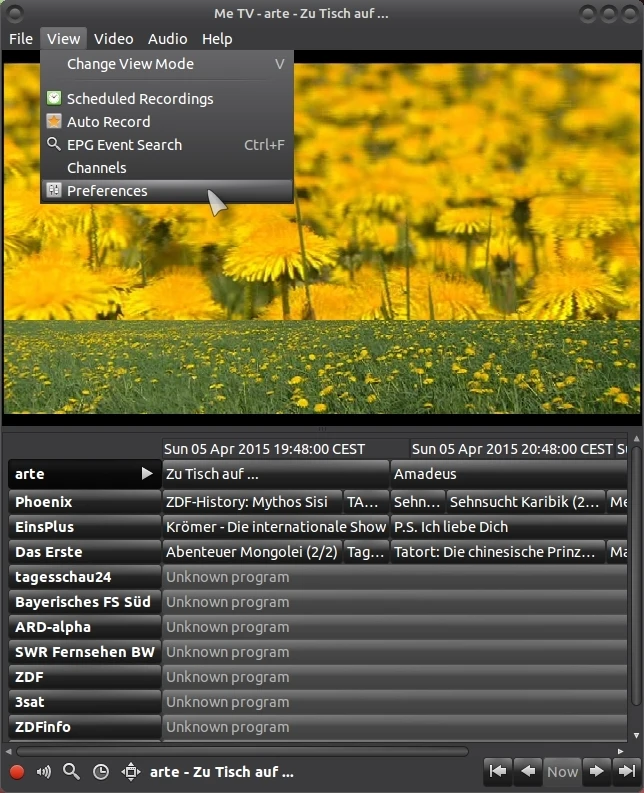 Me TV - arte - Zu Tisch auf ...
File View Video Audio Help
Change View Mode V
Scheduled Recordings
Auto Record
EPG Event Search Ctrl+F
Channels
Preferences
Sun 05 Apr 2015 19:48:00 CEST Sun 05 Apr 2015 20:48:00 CEST
arte Zu Tisch auf ... Amadeus
Phoenix ZDF-History: Mythos Sisi TA... Sehn... Sehnsucht Karibik (2... Me
EinsPlus Krömer - Die internationale Show P.S. Ich liebe Dich
Das Erste Abenteuer Mongolei (2/2) Tag... Tatort: Die chinesische Prinz... Ma
tagesschau24 Unknown program
Bayerisches FS Süd Unknown program
ARD-alpha Unknown program
SWR Fernsehen BW Unknown program
ZDF Unknown program
3sat Unknown program
ZDFinfo Unknown program
arte - Zu Tisch auf ... Now